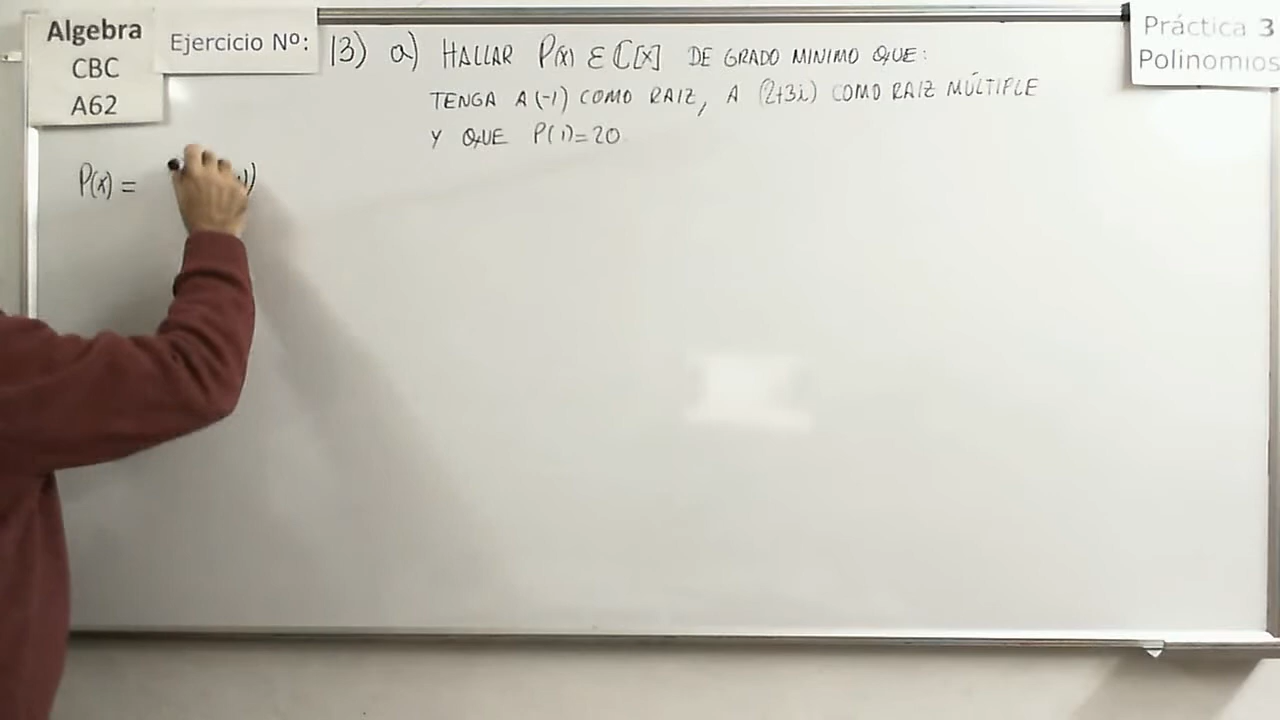 Algebra
CBC
A62
Ejercicio Nº:
13) a) HALLAR P(x) ∈ ℂ[x] DE GRADO MINIMO QUE:
TENGA A (-1) COMO RAIZ, A (2+3i) COMO RAIZ MÚLTIPLE
Y QUE P(1)=20
Práctica 3
Polinomios
P(x) =